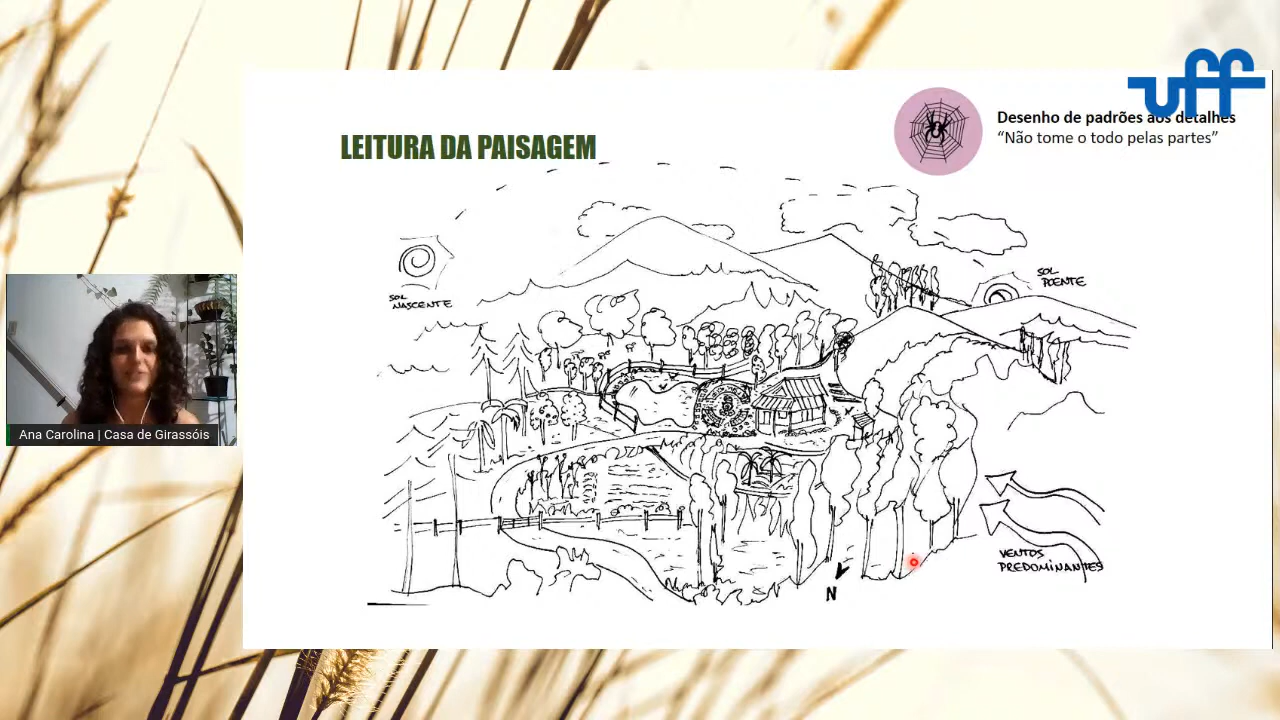 uff
Desenho de padrões aos detalhes
“Não tome o todo pelas partes”
LEITURA DA PAISAGEM
SOL
NASCENTE
SOL
POENTE
VENTOS
PREDOMINANTES
N
Ana Carolina | Casa de Girassóis